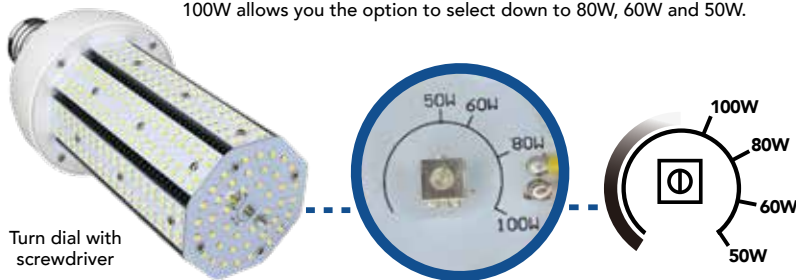 100W allows you the option to select down to 80W, 60W and 50W.
50W 60W
80W
100W
100W
80W
60W
50W
Turn dial with
screwdriver